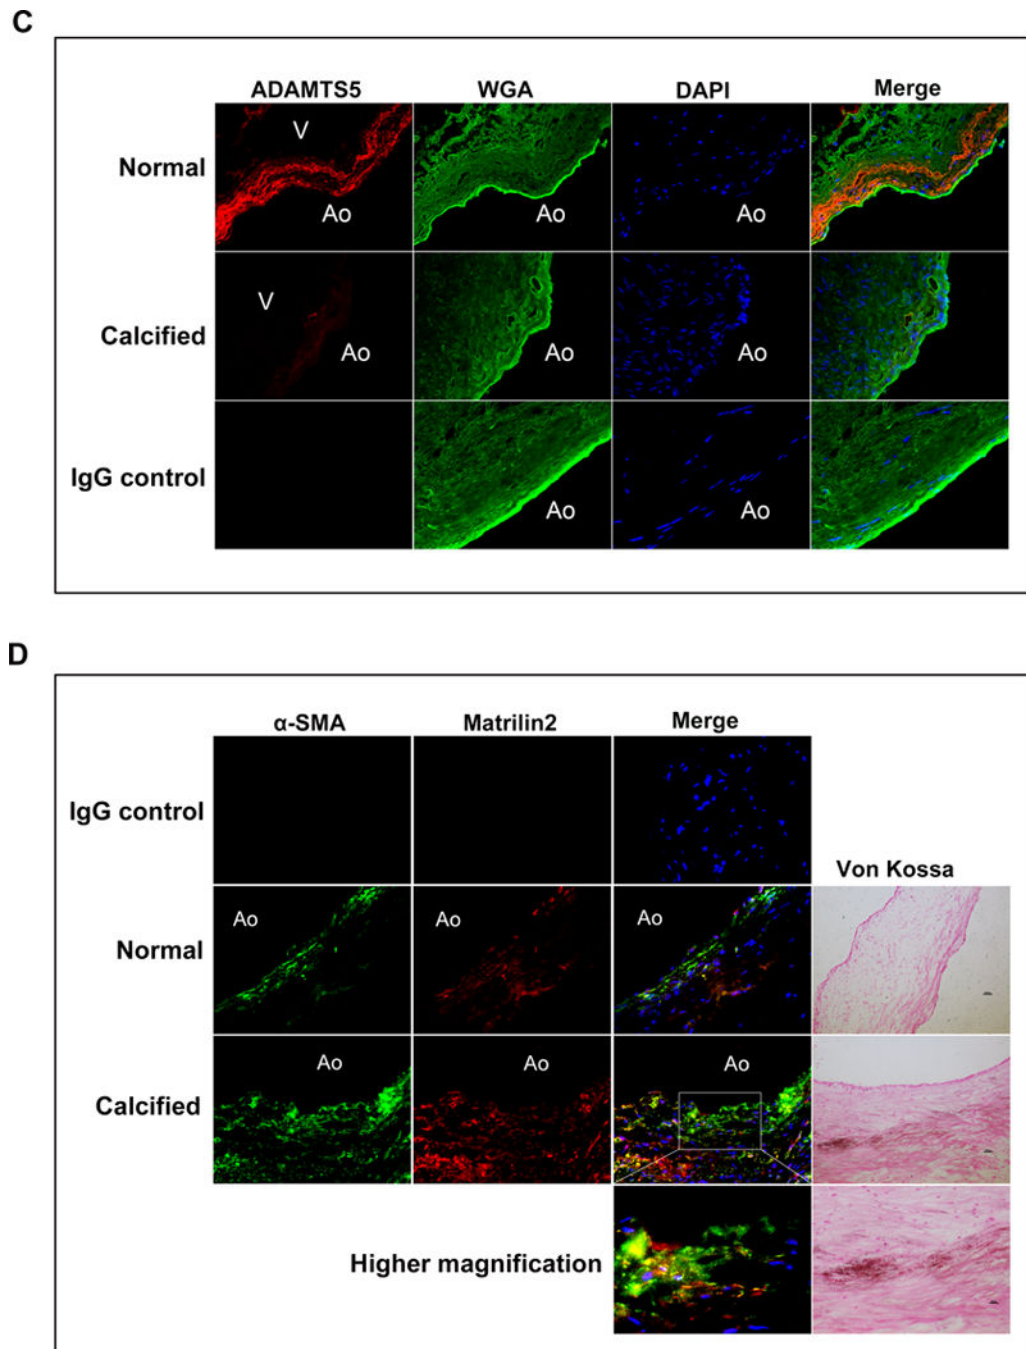 C
ADAMTS5 WGA DAPI Merge
Normal
V
Ao Ao Ao
Calcified
V
Ao Ao Ao
IgG control
Ao Ao
D
α-SMA Matrilin2 Merge
IgG control
Von Kossa
Normal
Ao Ao Ao
Calcified
Ao Ao Ao
Higher magnification